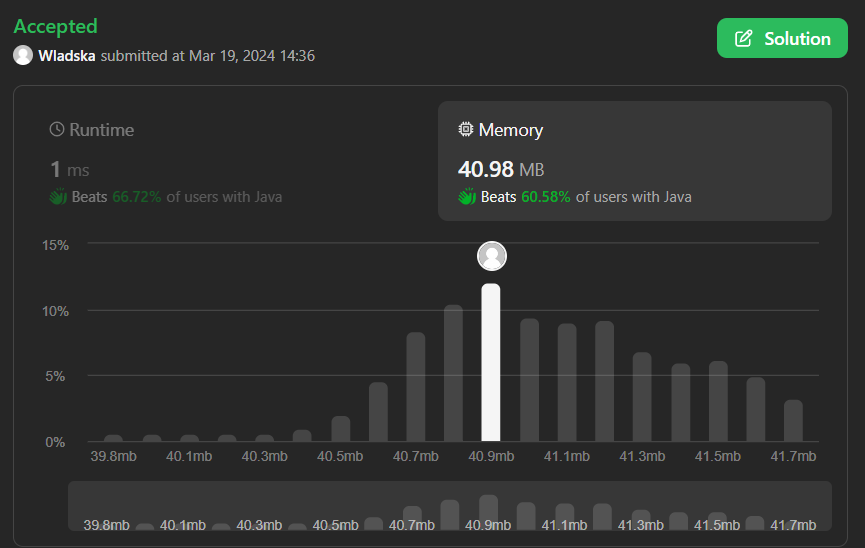 Accepted
Wladska submitted at Mar 19, 2024 14:36
Solution
Runtime
1 ms
Beats 66.72% of users with Java
Memory
40.98 MB
Beats 60.58% of users with Java
15%
10%
5%
0%
39.8mb 40.1mb 40.3mb 40.5mb 40.7mb 40.9mb 41.1mb 41.3mb 41.5mb 41.7mb
39.8mb 40.1mb 40.3mb 40.5mb 40.7mb 40.9mb 41.1mb 41.3mb 41.5mb 41.7mb